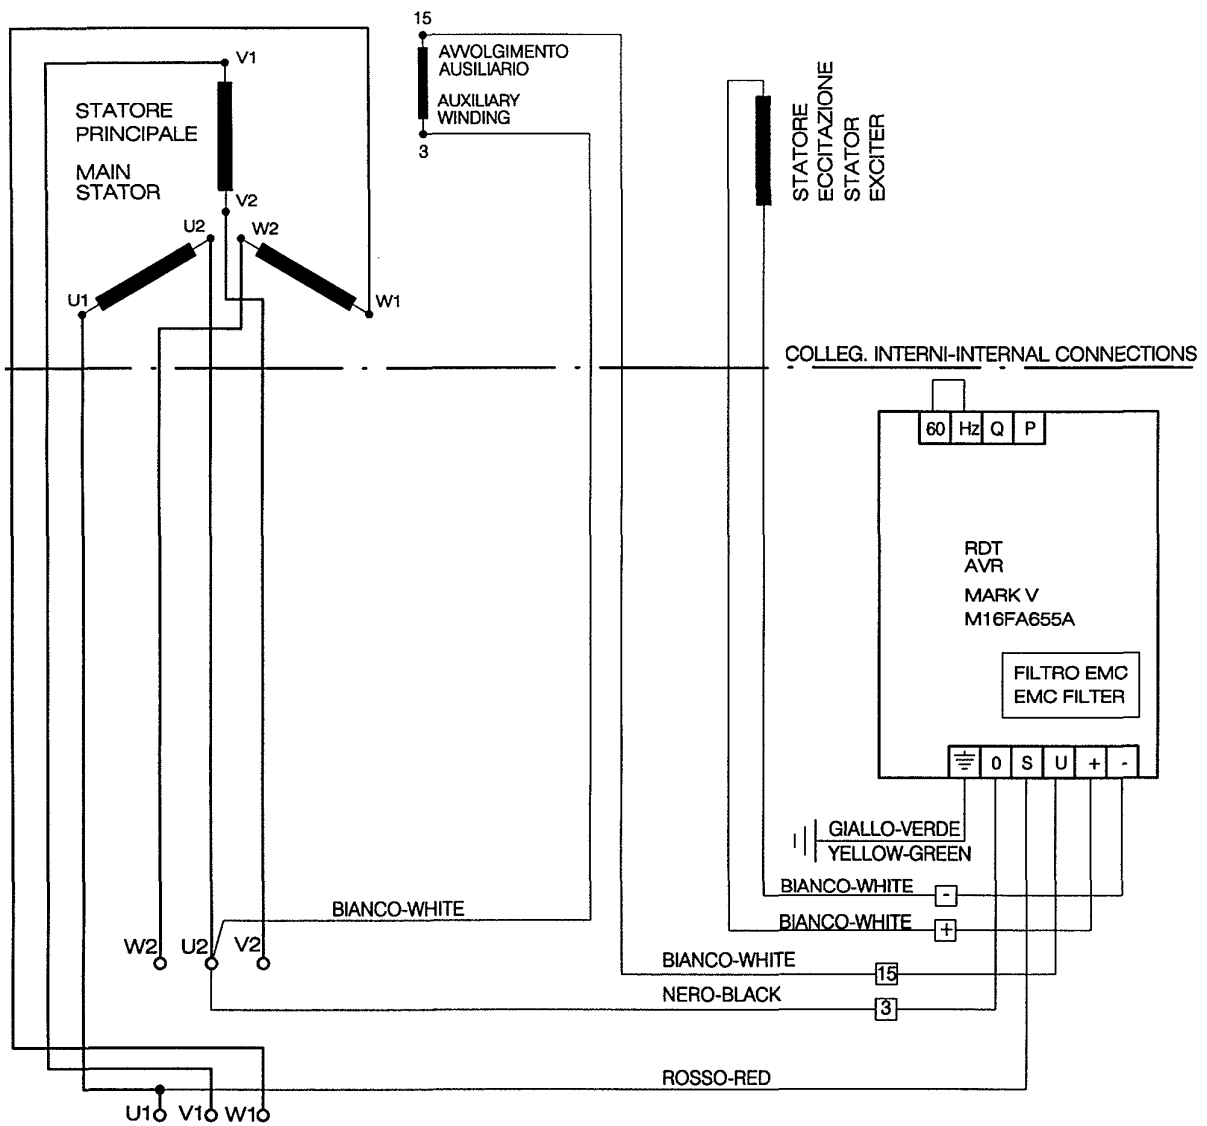 15
V1
AVVOLGIMENTO
AUSILIARIO
AUXILIARY
WINDING
3
STATORE
PRINCIPALE
MAIN
STATOR
V2
U2
W2
U1
W1
STATORE
ECCITAZIONE
STATOR
EXCITER
COLLEG. INTERNI-INTERNAL CONNECTIONS
60 Hz Q P
RDT
AVR
MARK V
M16FA655A
FILTRO EMC
EMC FILTER
0 S U + -
GIALLO-VERDE
YELLOW-GREEN
BIANCO-WHITE -
BIANCO-WHITE +
BIANCO-WHITE
W2 U2 V2
BIANCO-WHITE 15
NERO-BLACK 3
ROSSO-RED
U1 V1 W1